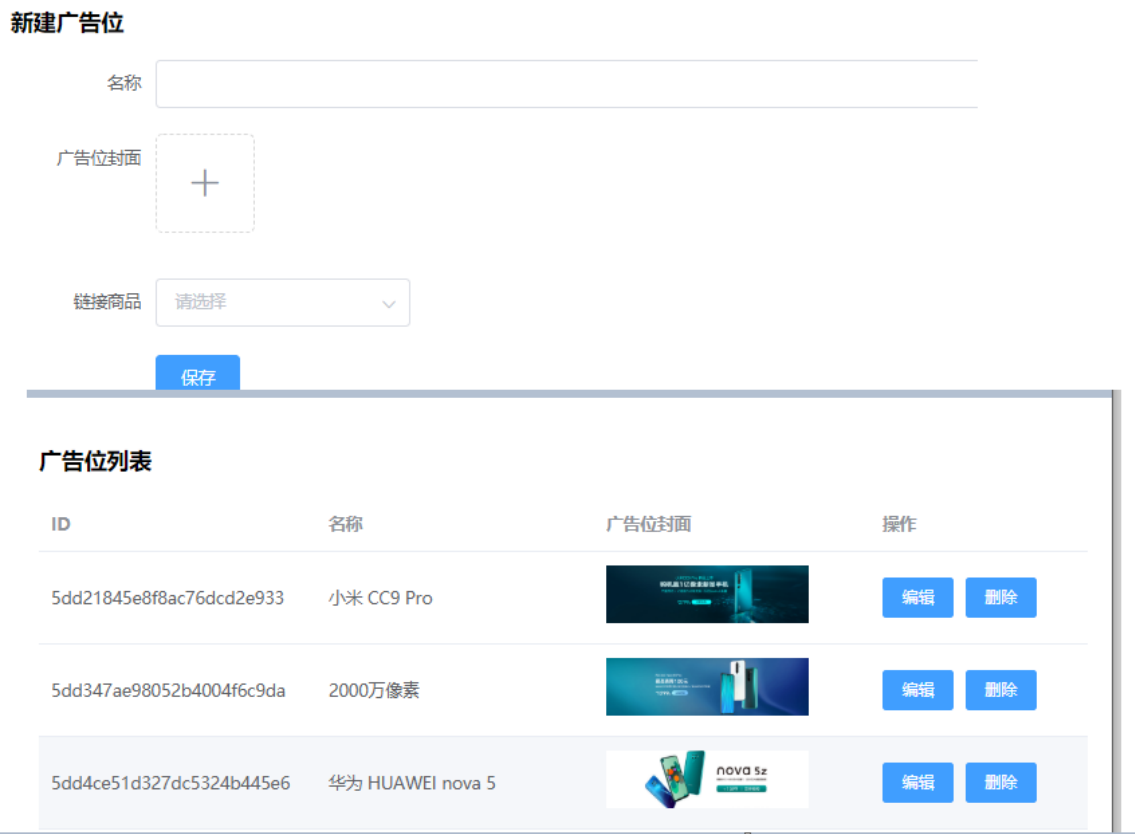 新建广告位
名称
广告位封面
链接商品
请选择
保存
广告位列表
ID 名称 广告位封面 操作
5dd21845e8f8ac76dcd2e933 小米 CC9 Pro 编辑 删除
5dd347ae98052b4004f6c9da 2000万像素 编辑 删除
5dd4ce51d327dc5324b445e6 华为 HUAWEI nova 5 nova 5z 编辑 删除